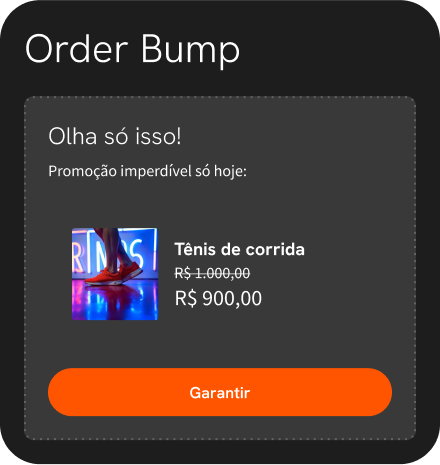 Order Bump
Olha só isso!
Promoção imperdível só hoje:
Tênis de corrida
R$ 1.000,00
R$ 900,00
Garantir